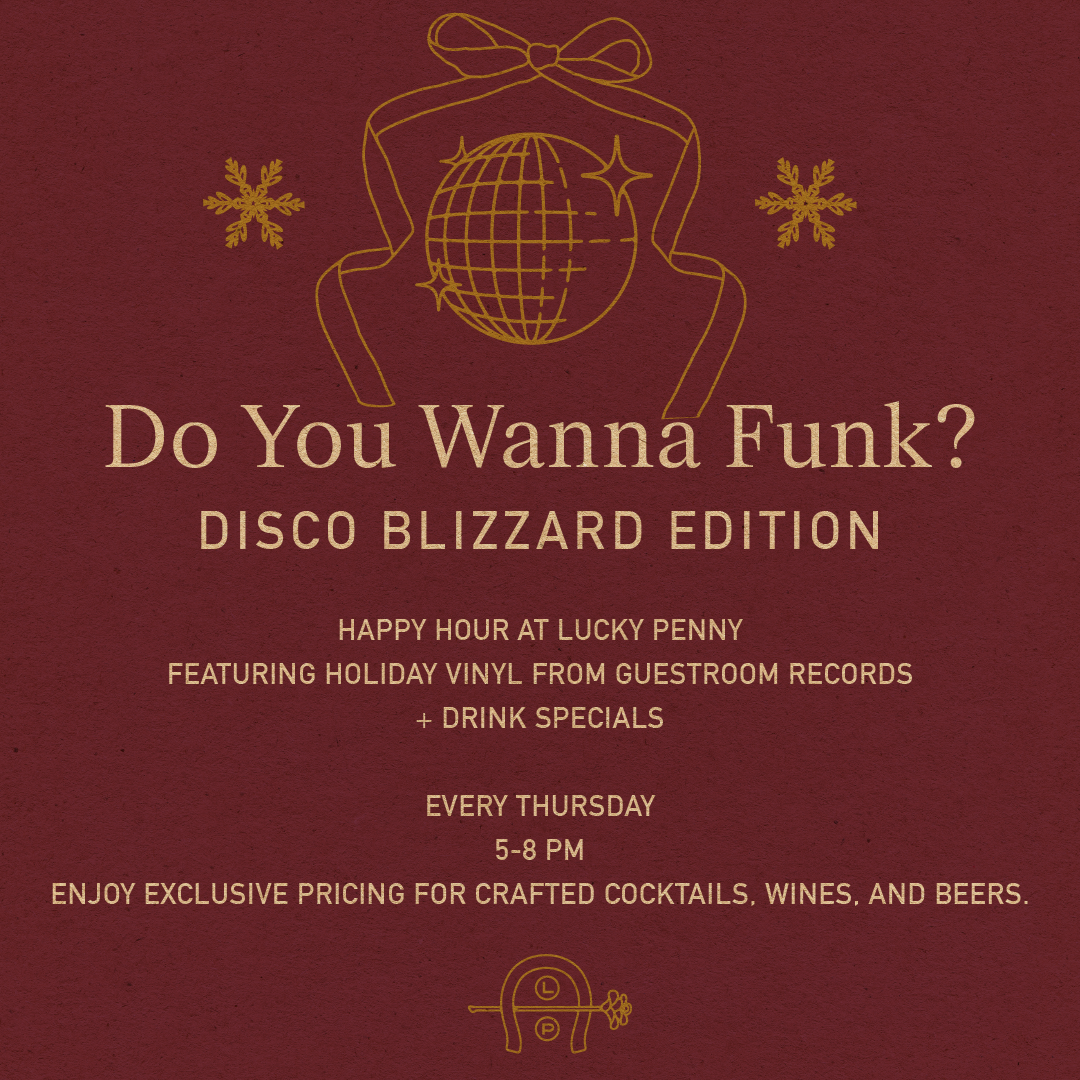 Do You Wanna Funk?
DISCO BLIZZARD EDITION
HAPPY HOUR AT LUCKY PENNY
FEATURING HOLIDAY VINYL FROM GUESTROOM RECORDS
+ DRINK SPECIALS
EVERY THURSDAY
5-8 PM
ENJOY EXCLUSIVE PRICING FOR CRAFTED COCKTAILS, WINES, AND BEERS.
L
P